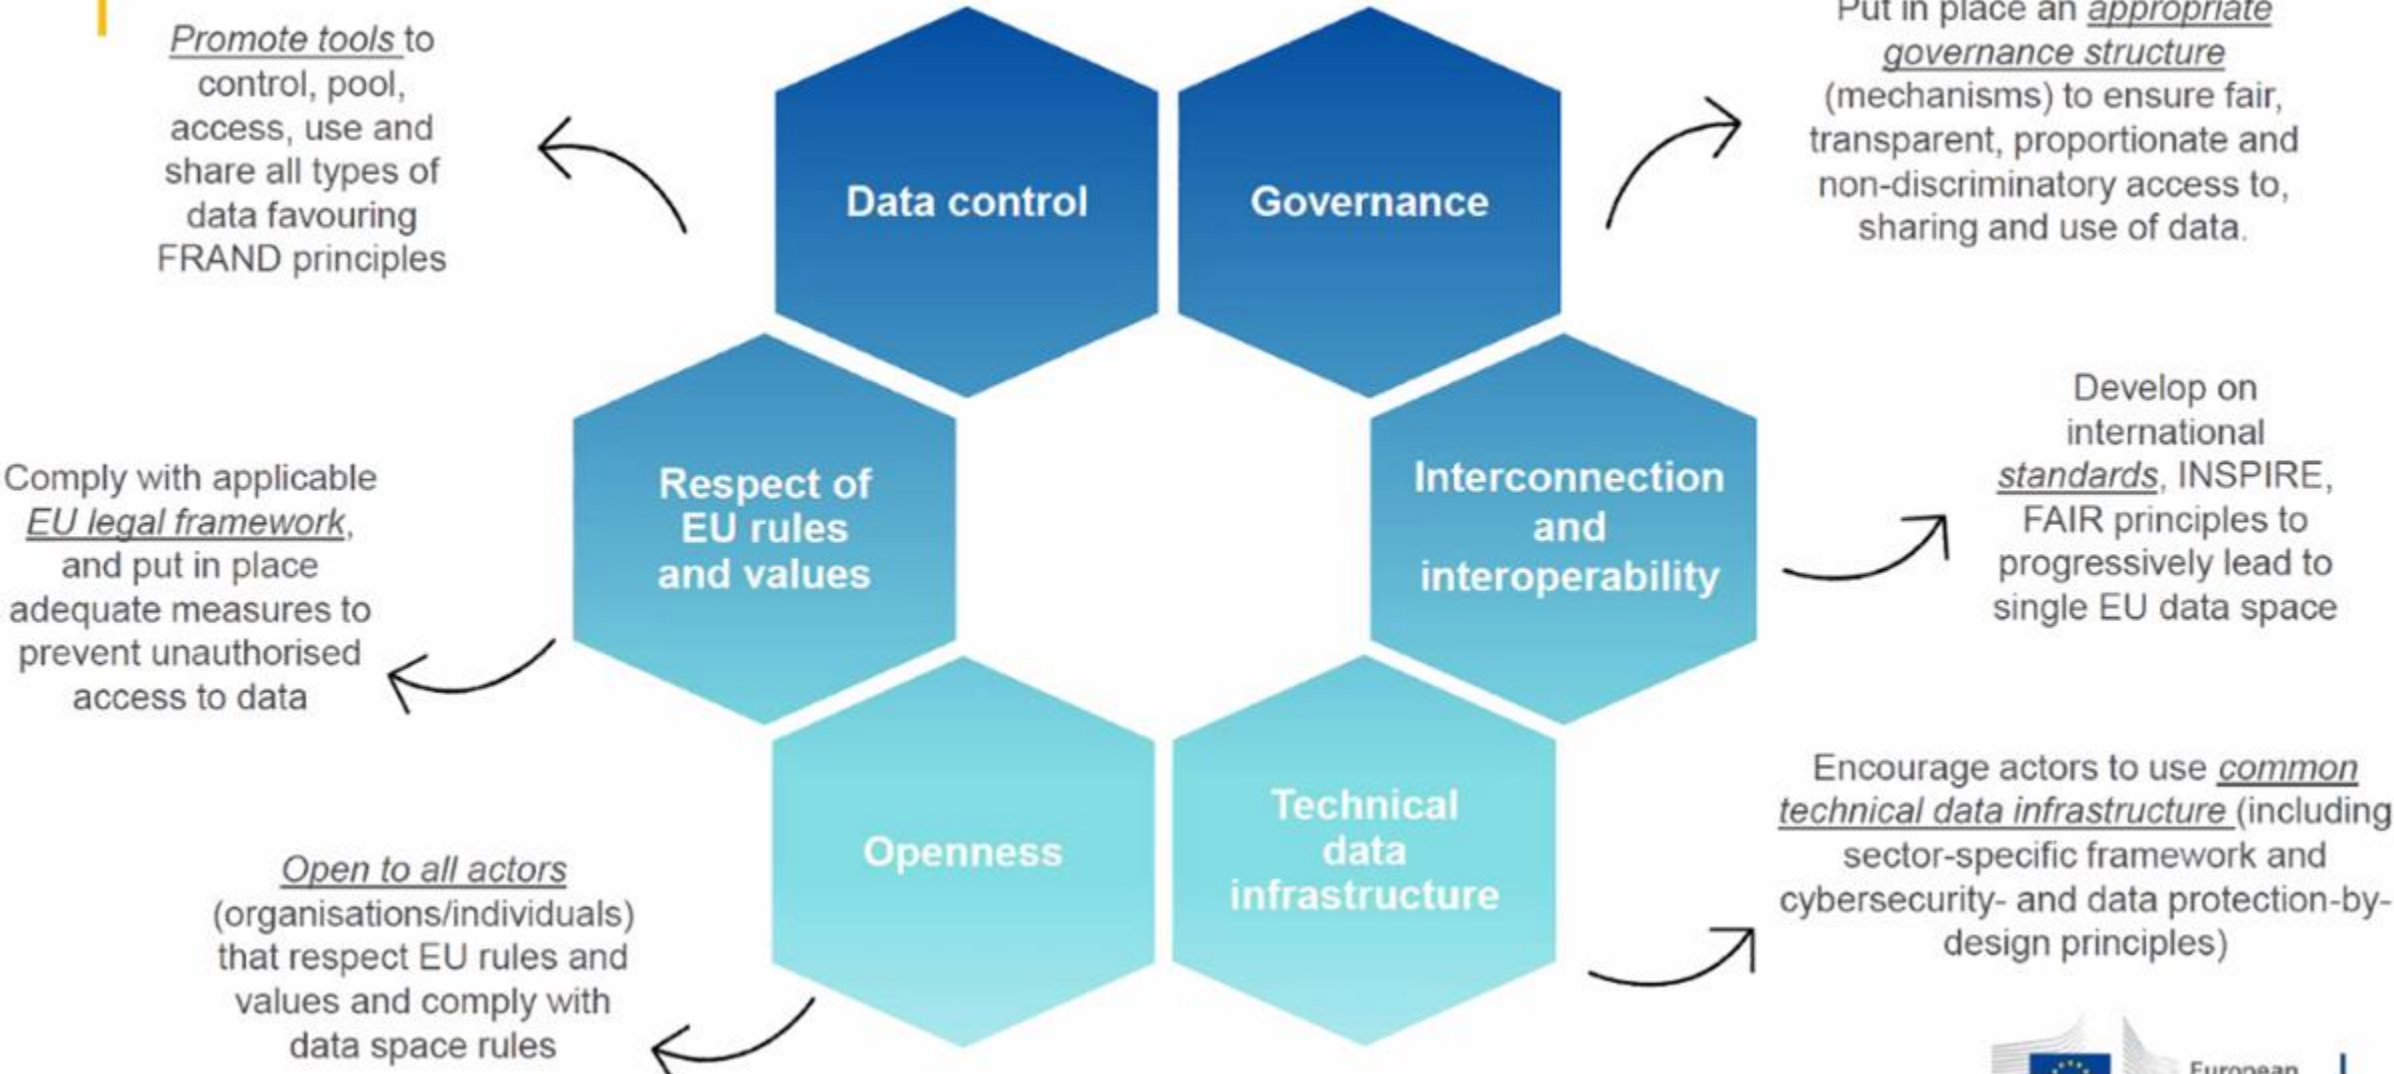 Promote tools to
control, pool,
access, use and
share all types of
data favouring
FRAND principles
Data control
Governance
Put in place an appropriate
governance structure
(mechanisms) to ensure fair,
transparent, proportionate and
non-discriminatory access to,
sharing and use of data.
Comply with applicable
EU legal framework,
and put in place
adequate measures to
prevent unauthorised
access to data
Respect of
EU rules
and values
Interconnection
and
interoperability
Develop on
international
standards, INSPIRE,
FAIR principles to
progressively lead to
single EU data space
Open to all actors
(organisations/individuals)
that respect EU rules and
values and comply with
data space rules
Openness
Technical
data
infrastructure
Encourage actors to use common
technical data infrastructure (including
sector-specific framework and
cybersecurity- and data protection-by-
design principles)
European